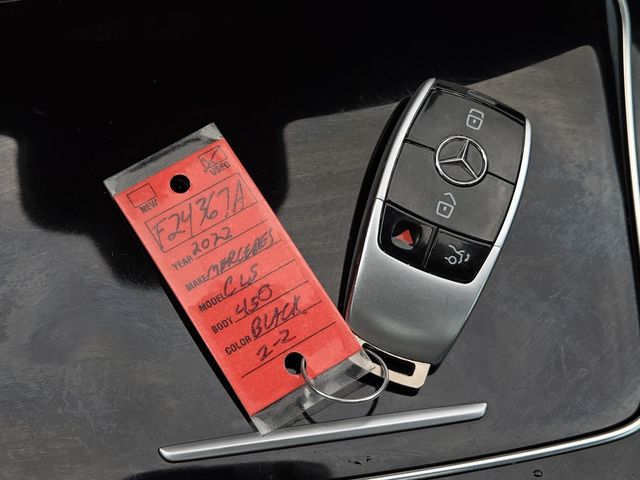 NEW
USED
F24367A
YEAR 2022
MAKE MERCEDES
MODEL CLS
BODY 450
COLOR BLACK
2-2